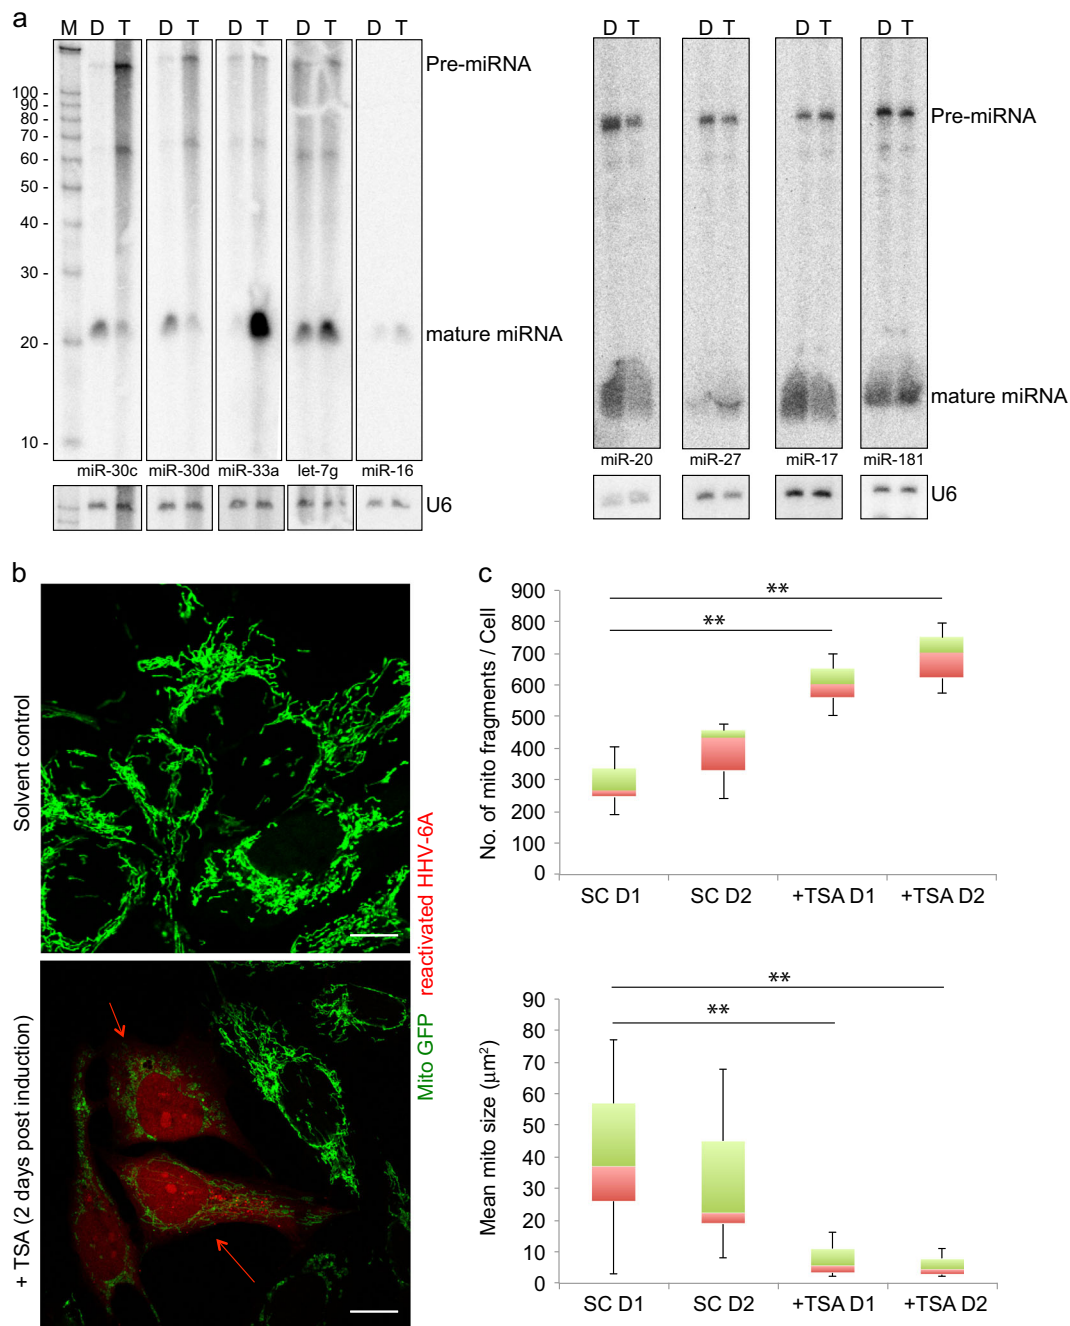 a
M D T D T D T D T D T
Pre-miRNA
100 -
90 -
80 -
70 -
60 -
50 -
40 -
30 -
20 -
10 -
mature miRNA
miR-30c miR-30d miR-33a let-7g miR-16
U6
D T D T D T D T
Pre-miRNA
mature miRNA
miR-20 miR-27 miR-17 miR-181
U6
b
Solvent control
+ TSA (2 days post induction)
Mito GFP reactivated HHV-6A
c
No. of mito fragments / Cell
900
800
700
600
500
400
300
200
100
0
**
**
SC D1 SC D2 +TSA D1 +TSA D2
Mean mito size (µm²)
90
80
70
60
50
40
30
20
10
0
**
**
SC D1 SC D2 +TSA D1 +TSA D2